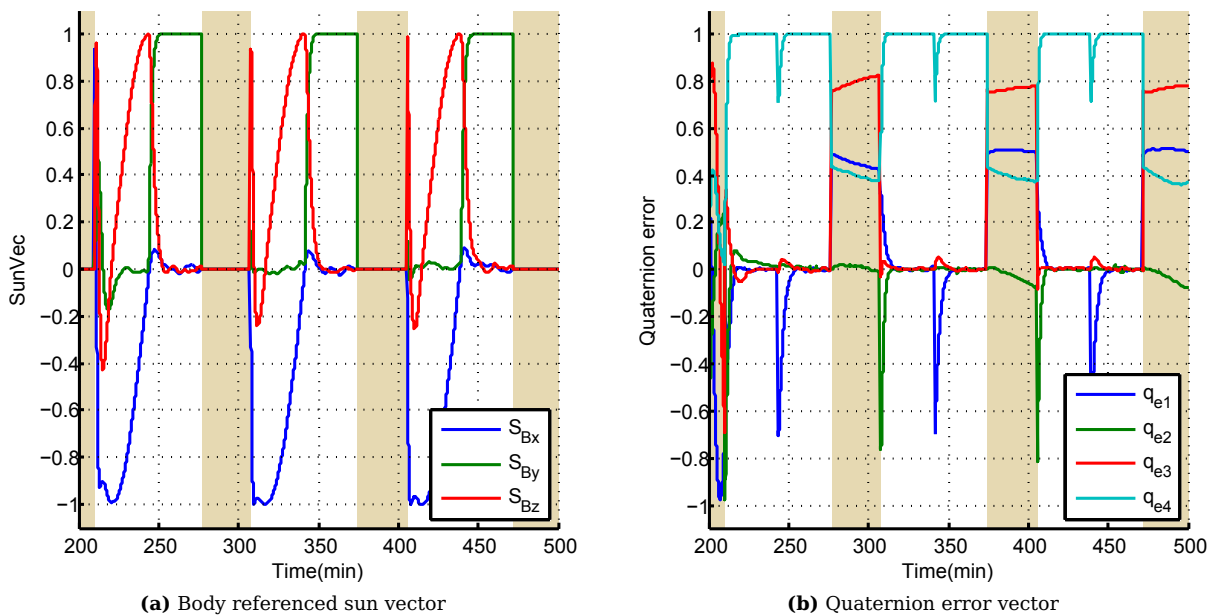 1
0.8
0.6
0.4
0.2
0
−0.2
−0.4
−0.6
−0.8
−1
SunVec
S_Bx
S_By
S_Bz
200 250 300 350 400 450 500
Time(min)
(a) Body referenced sun vector
1
0.8
0.6
0.4
0.2
0
−0.2
−0.4
−0.6
−0.8
−1
Quaternion error
q_e1
q_e2
q_e3
q_e4
200 250 300 350 400 450 500
Time(min)
(b) Quaternion error vector